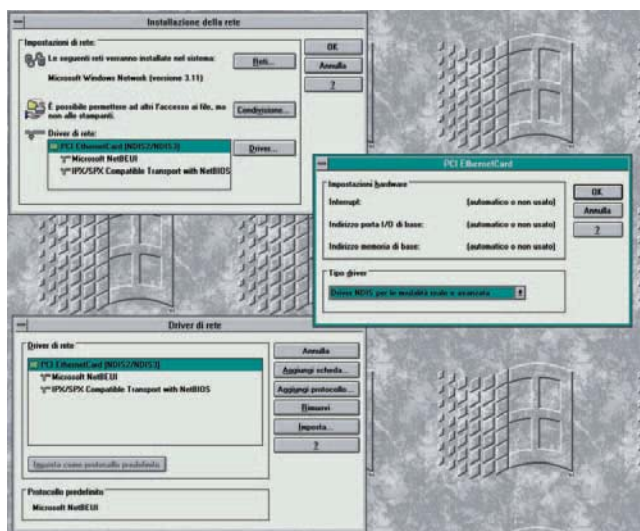 Installazione della rete
Impostazioni di rete:
Le seguenti reti verranno installate nel sistema:
Microsoft Windows Network (versione 3.11)
È possibile permettere ad altri l'accesso ai file, ma
non alle stampanti.
Driver di rete:
PCI EthernetCard (NDIS2/NDIS3)
Microsoft NetBEUI
IPX/SPX Compatible Transport with NetBIOS
Reti...
Condivisione...
Driver...
OK
Annulla
?
PCI EthernetCard
Impostazioni hardware
Interrupt: (automatico o non usato)
Indirizzo porta I/O di base: (automatico o non usato)
Indirizzo memoria di base: (automatico o non usato)
Tipo driver
Driver NDIS per le modalità reale o avanzata
OK
Annulla
?
Driver di rete
Driver di rete:
PCI EthernetCard (NDIS2/NDIS3)
Microsoft NetBEUI
IPX/SPX Compatible Transport with NetBIOS
Imposta come protocollo predefinito
Protocollo predefinito
Microsoft NetBEUI
Annulla
Aggiungi scheda...
Aggiungi protocollo...
Rimuovi
Imposta...
?